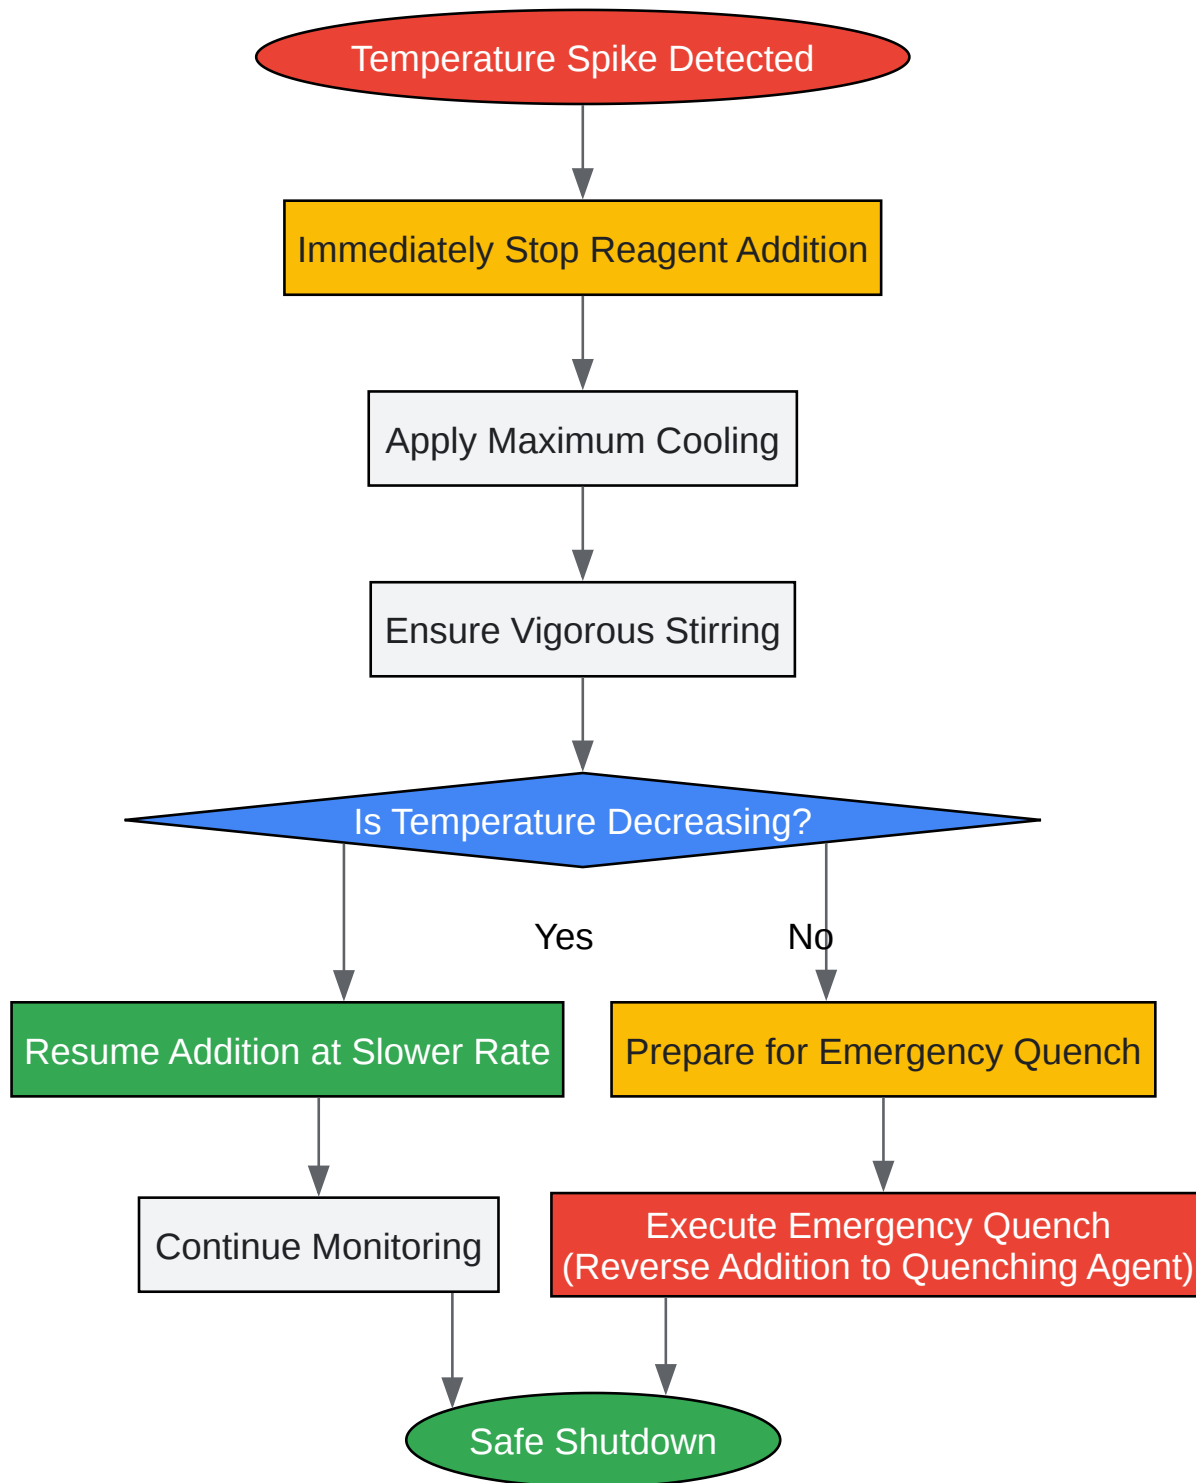 Temperature Spike Detected
Immediately Stop Reagent Addition
Apply Maximum Cooling
Ensure Vigorous Stirring
Is Temperature Decreasing?
Yes
No
Resume Addition at Slower Rate
Prepare for Emergency Quench
Continue Monitoring
Execute Emergency Quench
(Reverse Addition to Quenching Agent)
Safe Shutdown